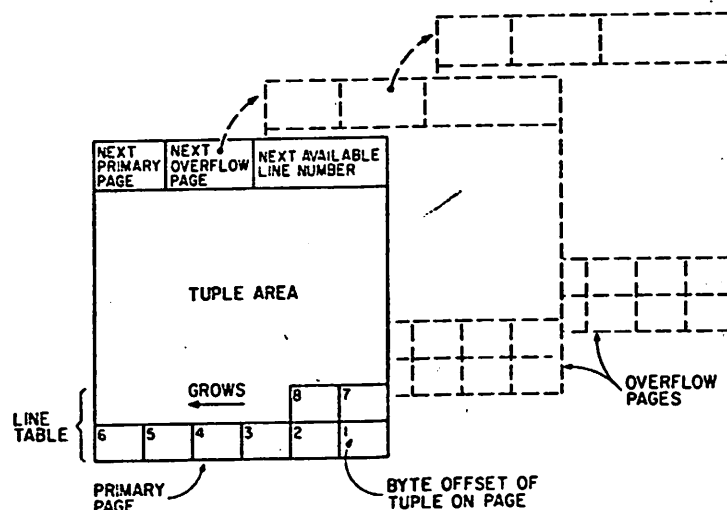 NEXT PRIMARY PAGE
NEXT OVERFLOW PAGE
NEXT AVAILABLE LINE NUMBER
TUPLE AREA
GROWS
8 7
LINE TABLE
6 5 4 3 2 1
OVERFLOW PAGES
PRIMARY PAGE
BYTE OFFSET OF TUPLE ON PAGE